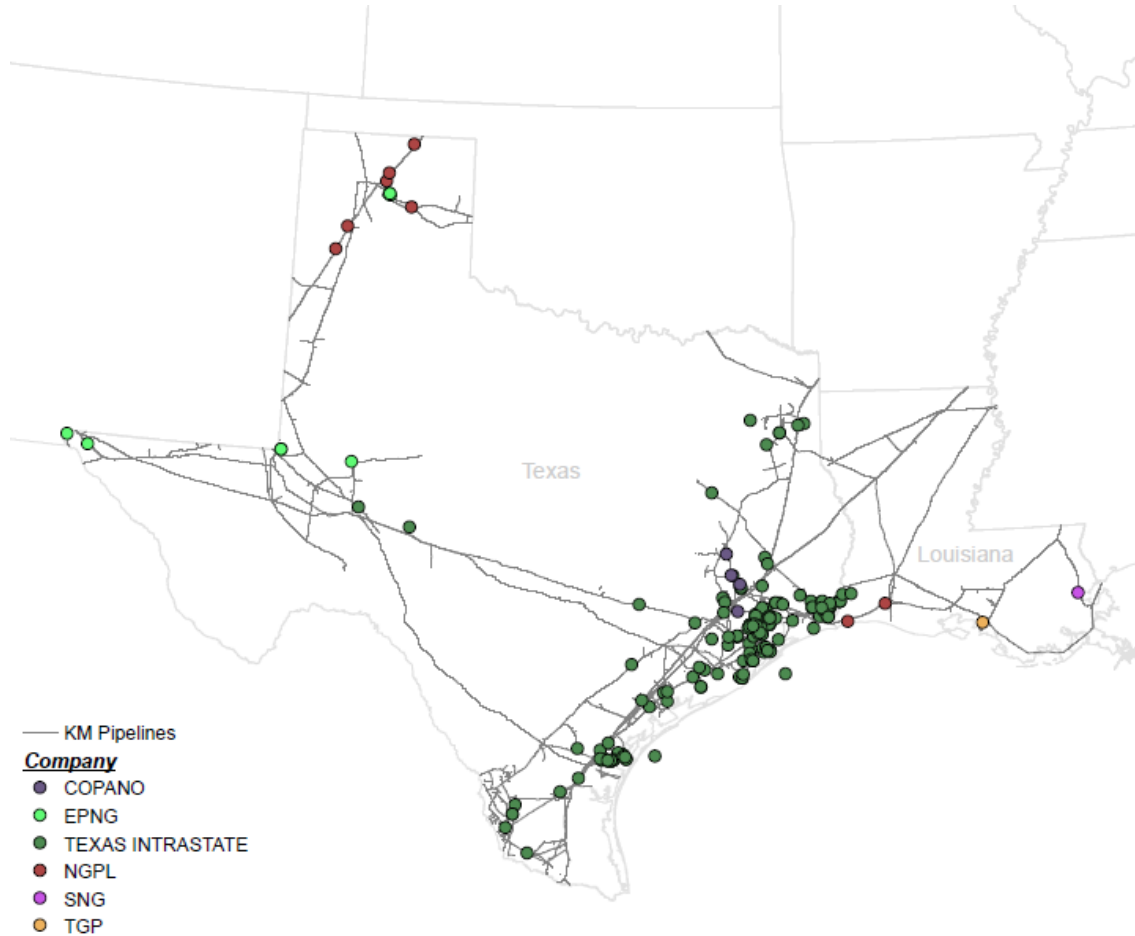 Texas
Louisiana
KM Pipelines
Company
COPANO
EPNG
TEXAS INTRASTATE
NGPL
SNG
TGP